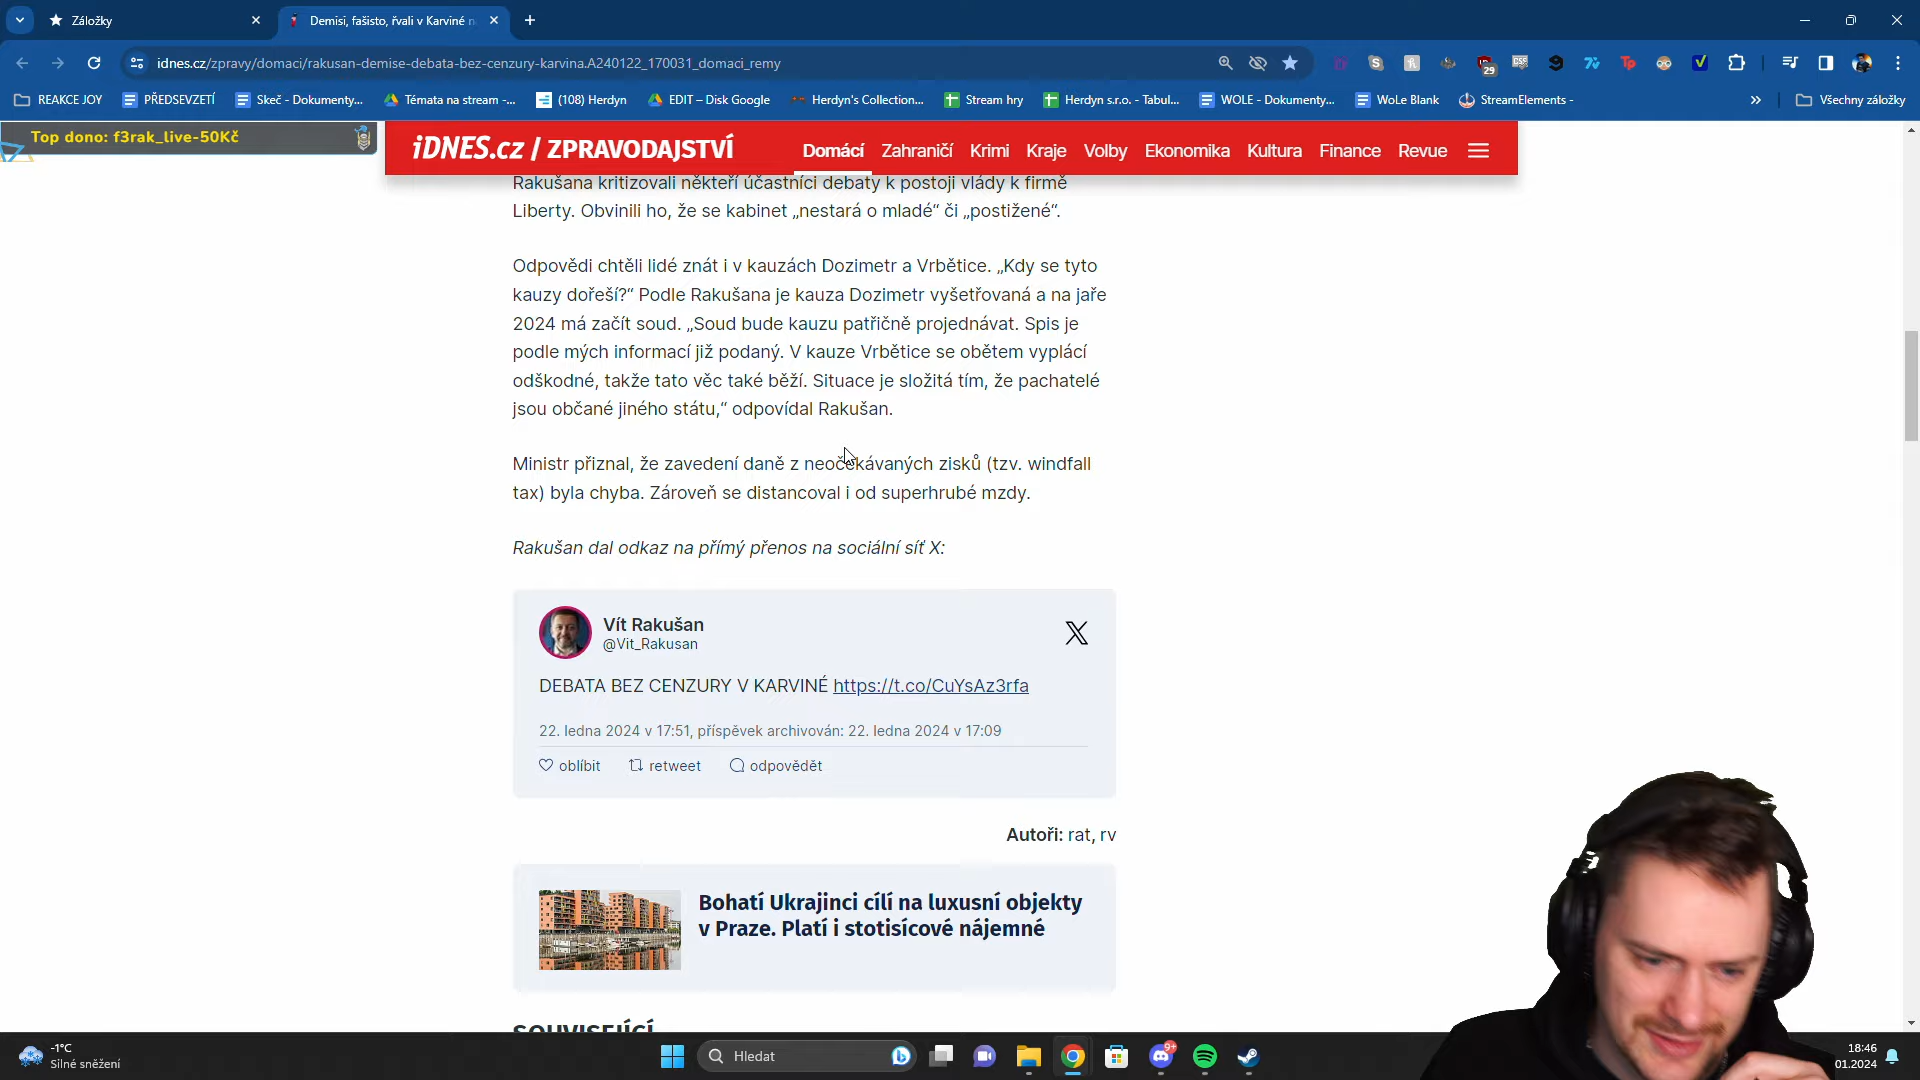 Záložky
Demisi, fašisto, řvali v Karviné n
idnes.cz/zpravy/domaci/rakusan-demise-debata-bez-cenzury-karvina.A240122_170031_domaci_remy
29
REAKCE JOY
PŘEDSEVZETÍ
Skeč - Dokumenty...
Témata na stream -...
(108) Herdyn
EDIT – Disk Google
Herdyn's Collection...
Stream hry
Herdyn s.r.o. - Tabul...
WOLE - Dokumenty...
WoLe Blank
StreamElements -
Všechny záložky
Top dono: f3rak_live-50Kč
iDNES.cz / ZPRAVODAJSTVÍ
Domácí
Zahraničí
Krimi
Kraje
Volby
Ekonomika
Kultura
Finance
Revue
Rakušana kritizovali někteří účastníci debaty k postoji vlády k firmě
Liberty. Obvinili ho, že se kabinet „nestará o mladé“ či „postižené“.
Odpovědi chtěli lidé znát i v kauzách Dozimetr a Vrbětice. „Kdy se tyto
kauzy dořeší?“ Podle Rakušana je kauza Dozimetr vyšetřovaná a na jaře
2024 má začít soud. „Soud bude kauzu patřičně projednávat. Spis je
podle mých informací již podaný. V kauze Vrbětice se obětem vyplácí
odškodné, takže tato věc také běží. Situace je složitá tím, že pachatelé
jsou občané jiného státu,“ odpovídal Rakušan.
Ministr přiznal, že zavedení daně z neočekávaných zisků (tzv. windfall
tax) byla chyba. Zároveň se distancoval i od superhrubé mzdy.
Rakušan dal odkaz na přímý přenos na sociální síť X:
Vít Rakušan
@Vit_Rakusan
DEBATA BEZ CENZURY V KARVINÉ https://t.co/CuYsAz3rfa
22. ledna 2024 v 17:51, příspěvek archivován: 22. ledna 2024 v 17:09
oblíbit
retweet
odpovědět
Autoři: rat, rv
Bohatí Ukrajinci cílí na luxusní objekty
v Praze. Platí i stotisícové nájemné
SOUVISEJÍCÍ
-1°C
Silné sněžení
Hledat
9+
18:46
01.2024